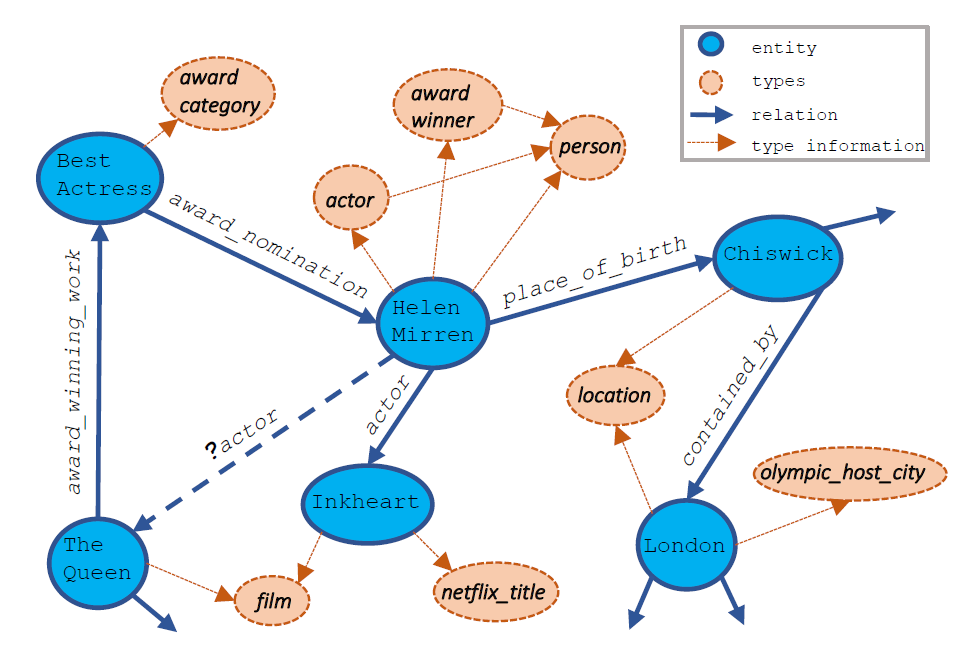 entity
types
relation
type information
award
category
award
winner
person
actor
Best
Actress
award_nomination
Helen
Mirren
place_of_birth
Chiswick
award_winning_work
?actor
actor
location
contained_by
olympic_host_city
Inkheart
London
The
Queen
film
netflix_title